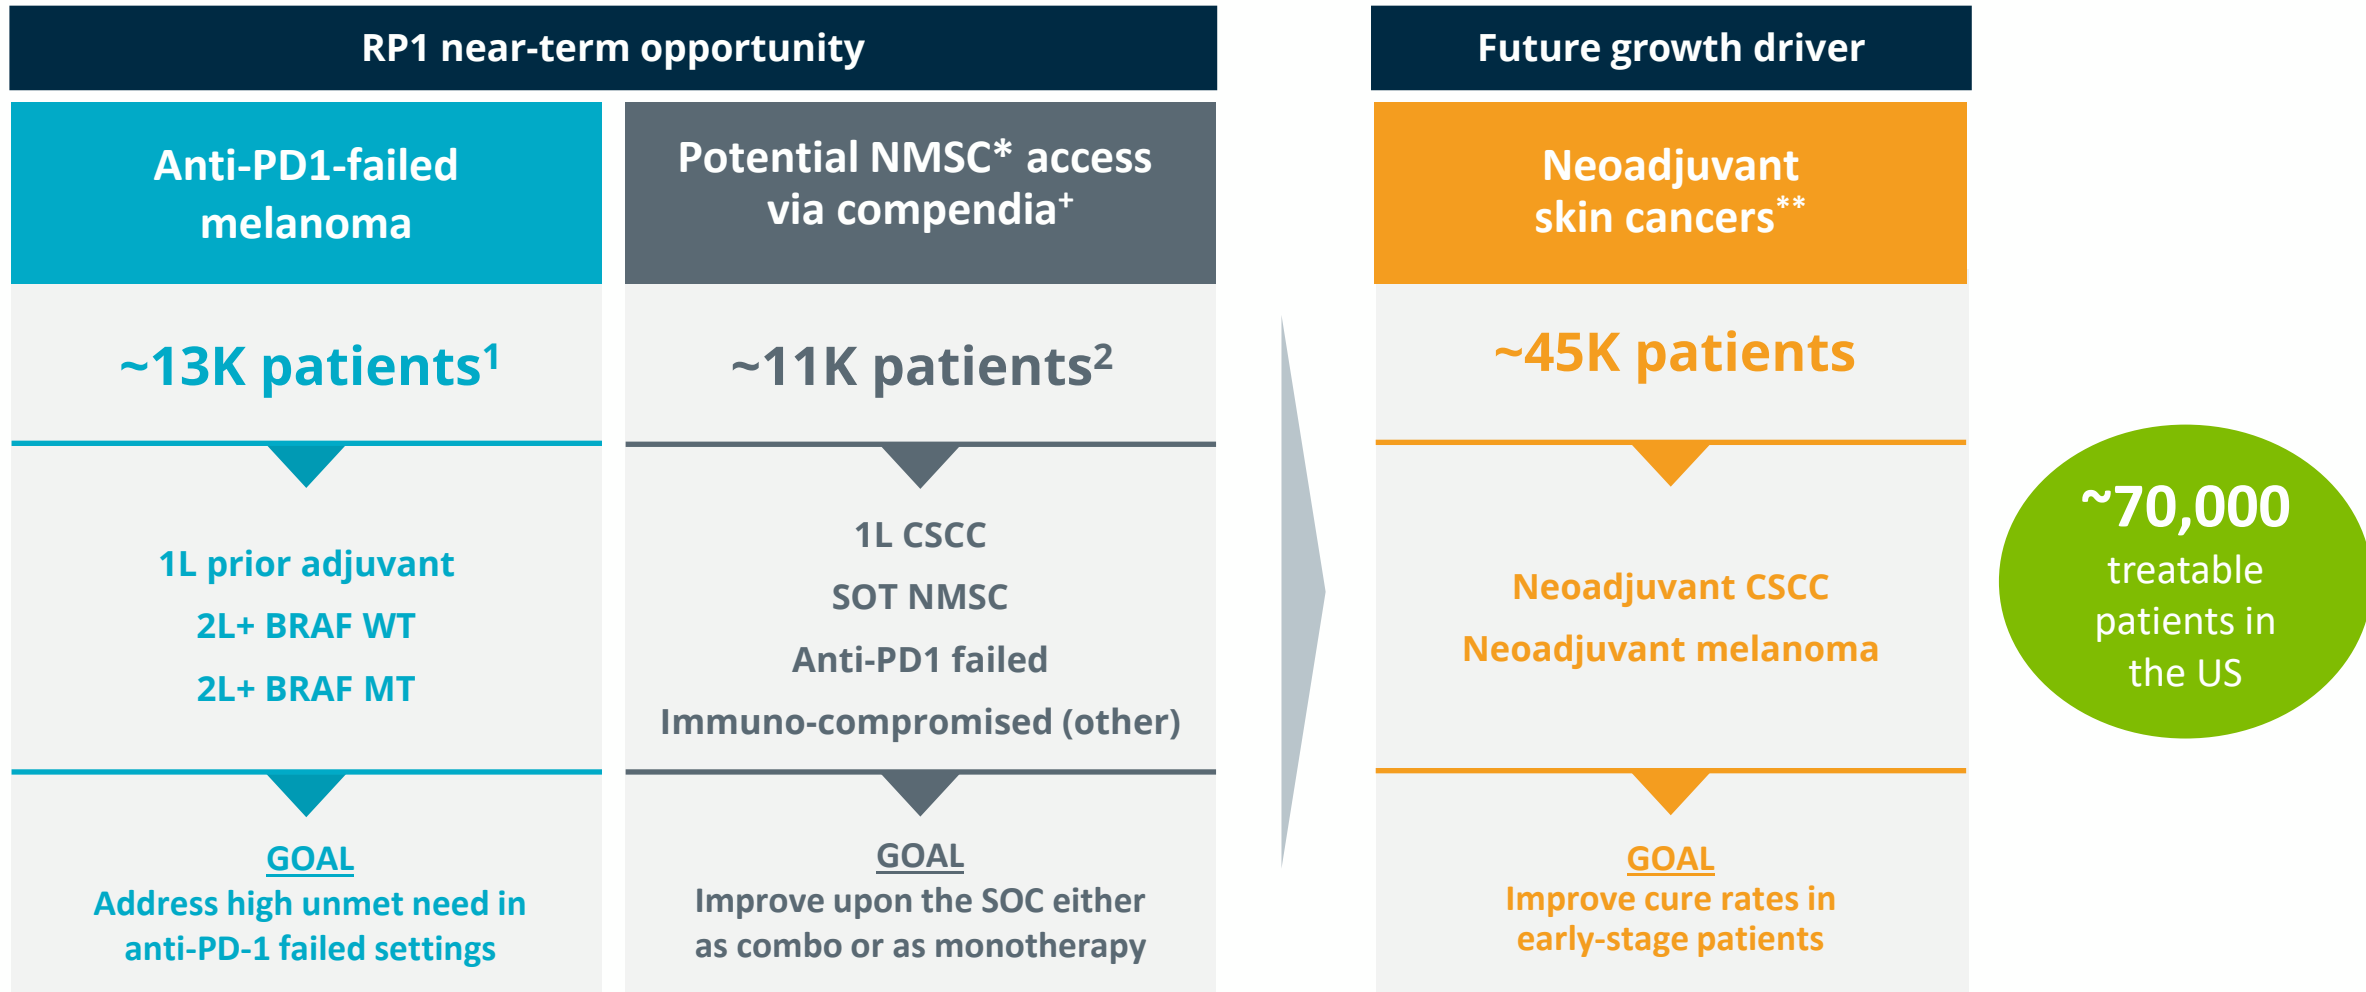 RP1 near-term opportunity
Anti-PD1-failed
melanoma
~13K patients¹
1L prior adjuvant
2L+ BRAF WT
2L+ BRAF MT
GOAL
Address high unmet need in
anti-PD-1 failed settings
Potential NMSC* access
via compendia⁺
~11K patients²
1L CSCC
SOT NMSC
Anti-PD1 failed
Immuno-compromised (other)
GOAL
Improve upon the SOC either
as combo or as monotherapy
Future growth driver
Neoadjuvant
skin cancers**
~45K patients
Neoadjuvant CSCC
Neoadjuvant melanoma
GOAL
Improve cure rates in
early-stage patients
~70,000
treatable
patients in
the US